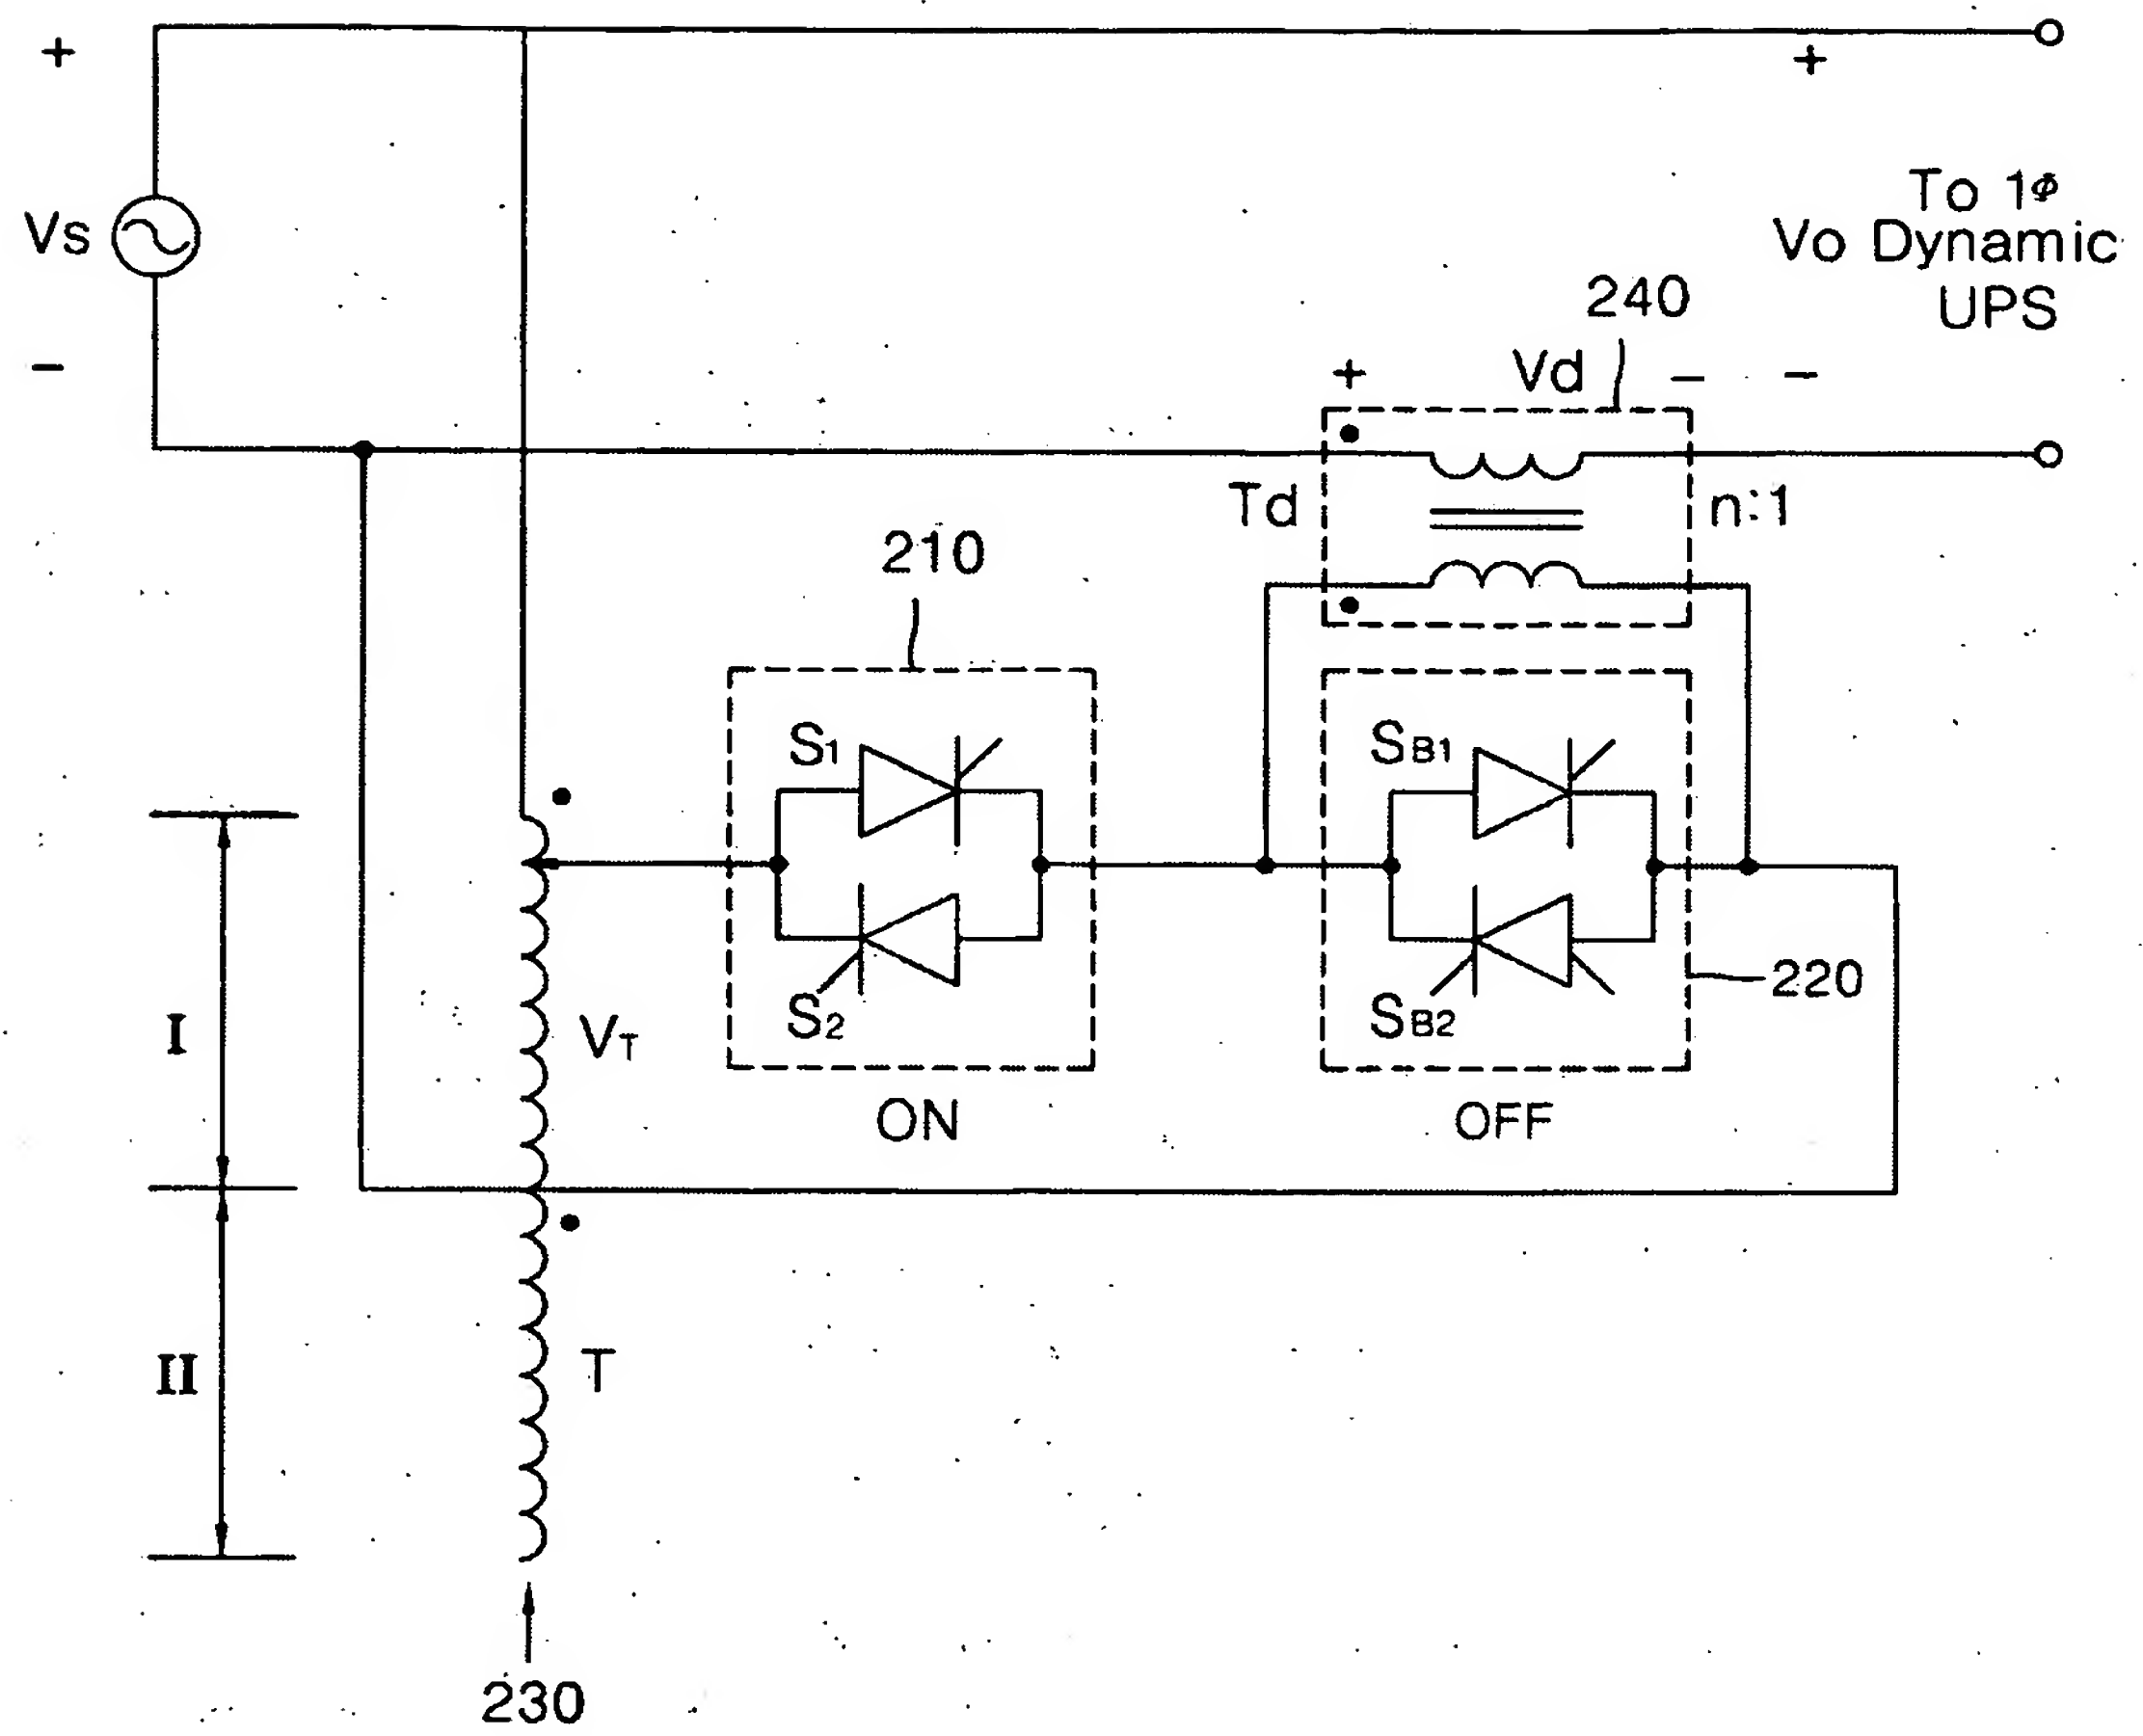 +
+
Vs
To 1Φ
Vo Dynamic
UPS
240
−
+ Vd − −
Td
n:1
210
S1
SB1
I
VT
S2
SB2
220
ON
OFF
II
T
230